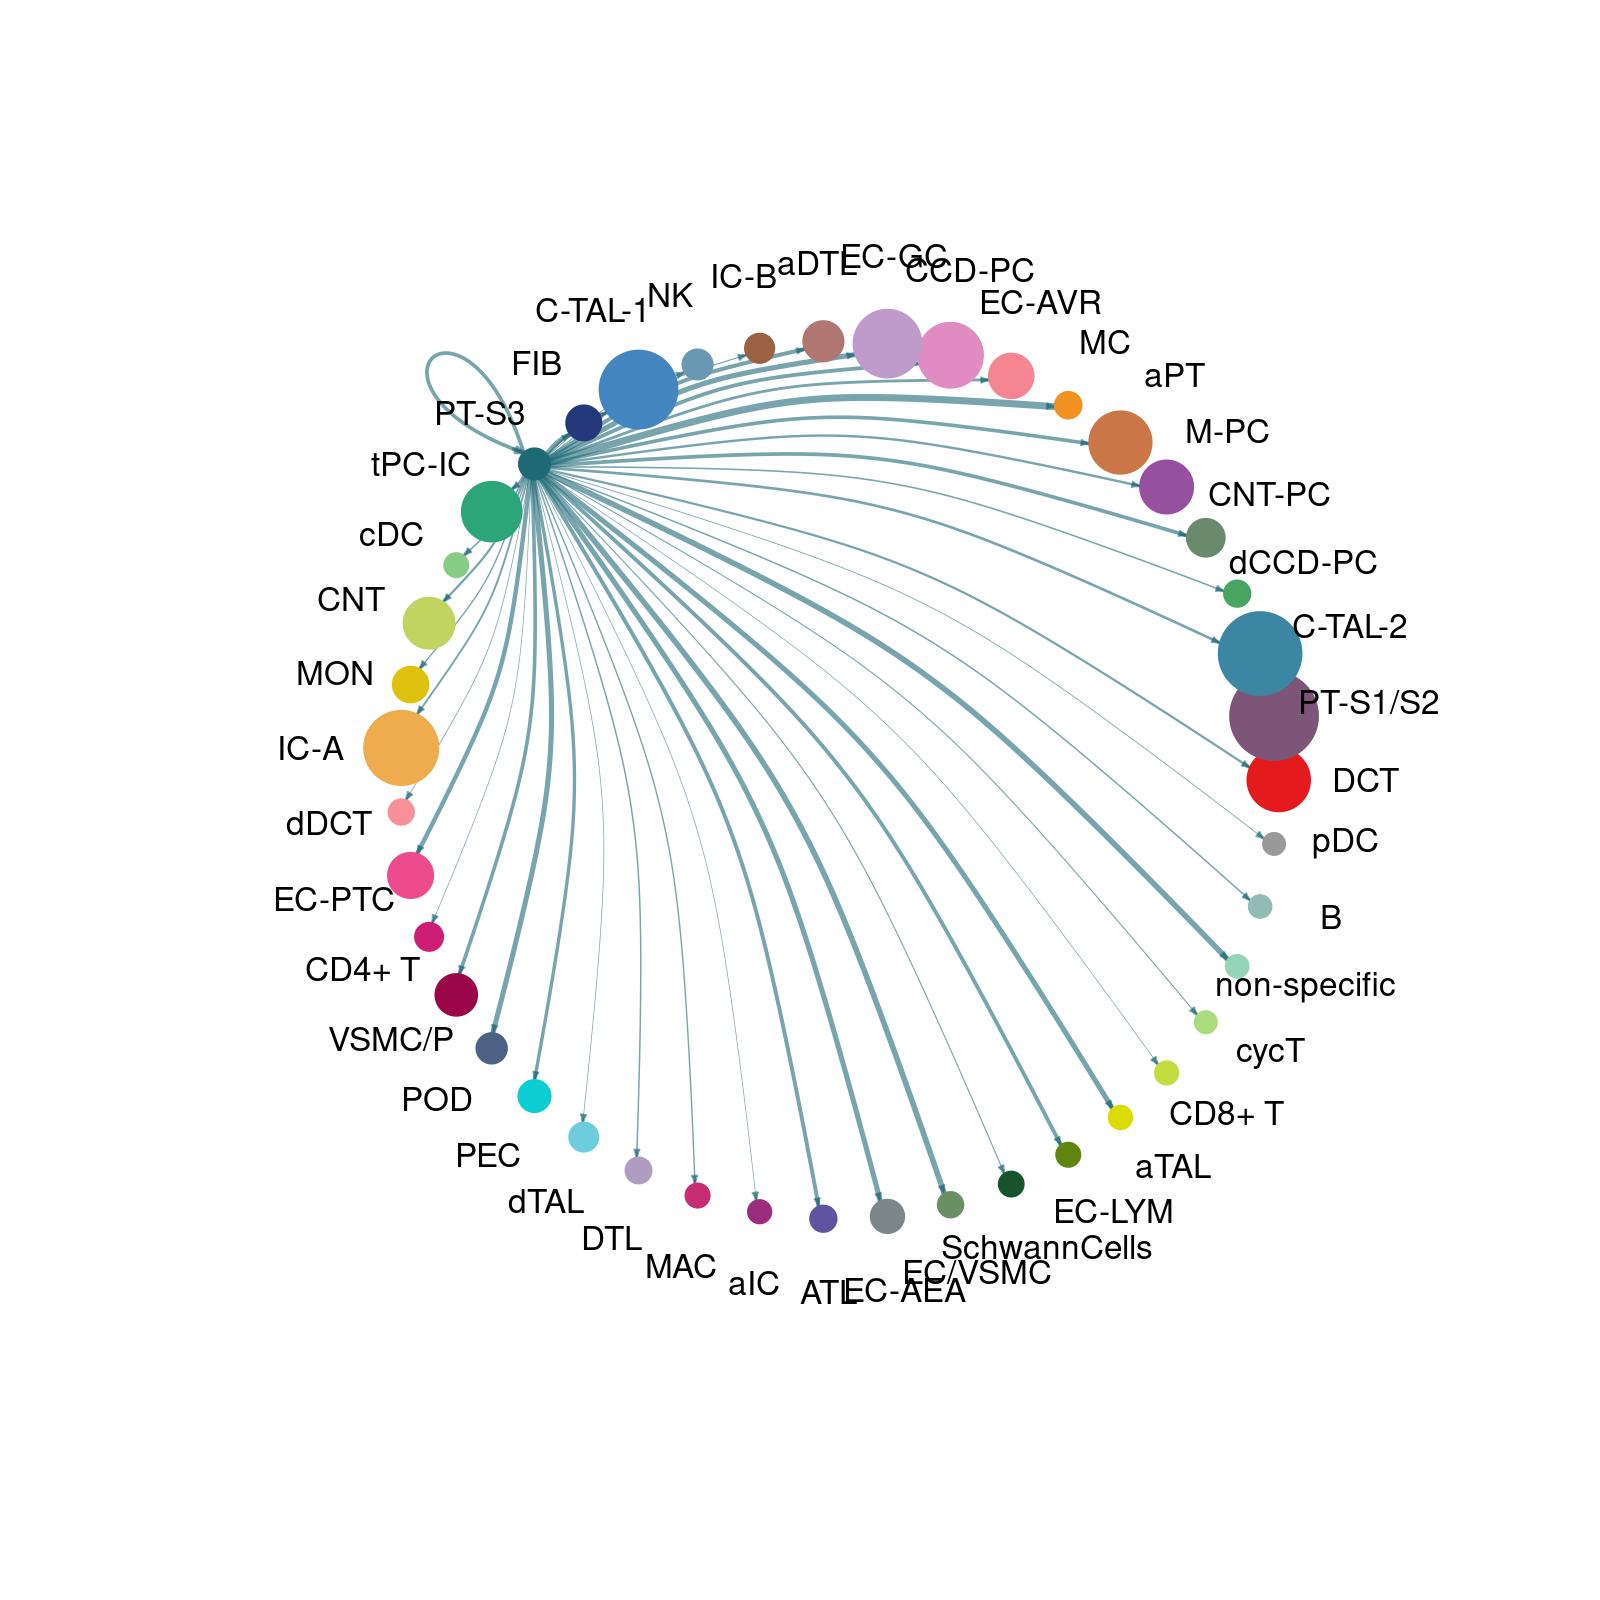 EC-GC
aDTL
CCD-PC
IC-B
NK
EC-AVR
C-TAL-1
MC
FIB
aPT
PT-S3
M-PC
tPC-IC
CNT-PC
cDC
dCCD-PC
CNT
C-TAL-2
MON
PT-S1/S2
IC-A
DCT
dDCT
pDC
EC-PTC
B
CD4+ T
non-specific
VSMC/P
cycT
POD
CD8+ T
PEC
aTAL
dTAL
EC-LYM
DTL
SchwannCells
MAC
EC/VSMC
aIC
ATL
EC-AEA